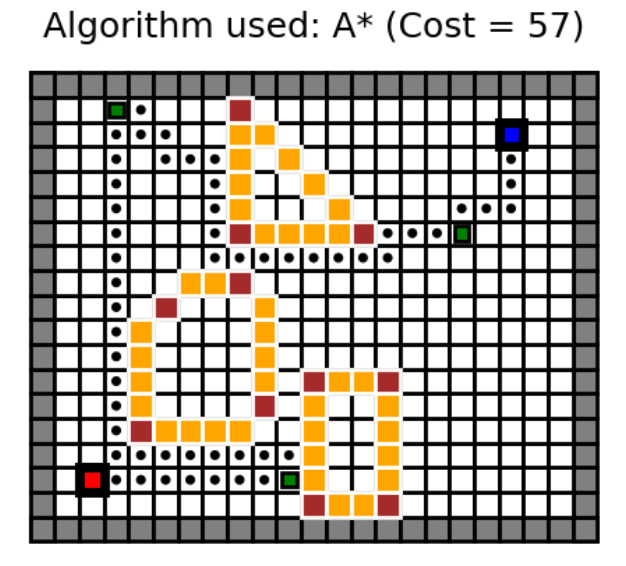 Algorithm used: A* (Cost = 57)